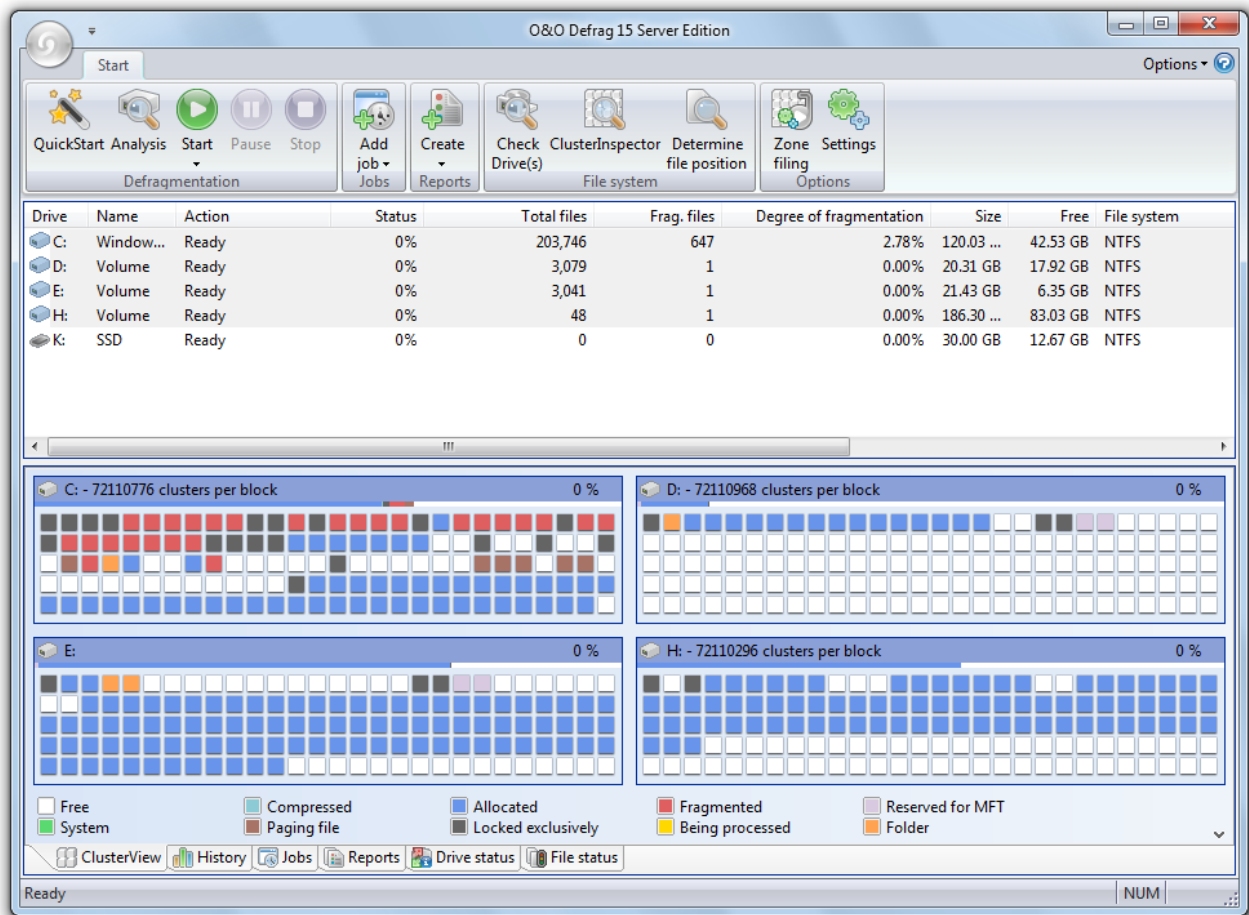 O&O Defrag 15 Server Edition
Start
Options
QuickStart Analysis Start Pause Stop
Defragmentation
Add job
Jobs
Create
Reports
Check Drive(s) ClusterInspector Determine file position
File system
Zone filing Settings
Options
Drive Name Action Status Total files Frag. files Degree of fragmentation Size Free File system
C: Window... Ready 0% 203,746 647 2.78% 120.03 ... 42.53 GB NTFS
D: Volume Ready 0% 3,079 1 0.00% 20.31 GB 17.92 GB NTFS
E: Volume Ready 0% 3,041 1 0.00% 21.43 GB 6.35 GB NTFS
H: Volume Ready 0% 48 1 0.00% 186.30 ... 83.03 GB NTFS
K: SSD Ready 0% 0 0 0.00% 30.00 GB 12.67 GB NTFS
C: - 72110776 clusters per block 0 %
D: - 72110968 clusters per block 0 %
E: 0 %
H: - 72110296 clusters per block 0 %
Free Compressed Allocated Fragmented Reserved for MFT
System Paging file Locked exclusively Being processed Folder
ClusterView History Jobs Reports Drive status File status
Ready NUM